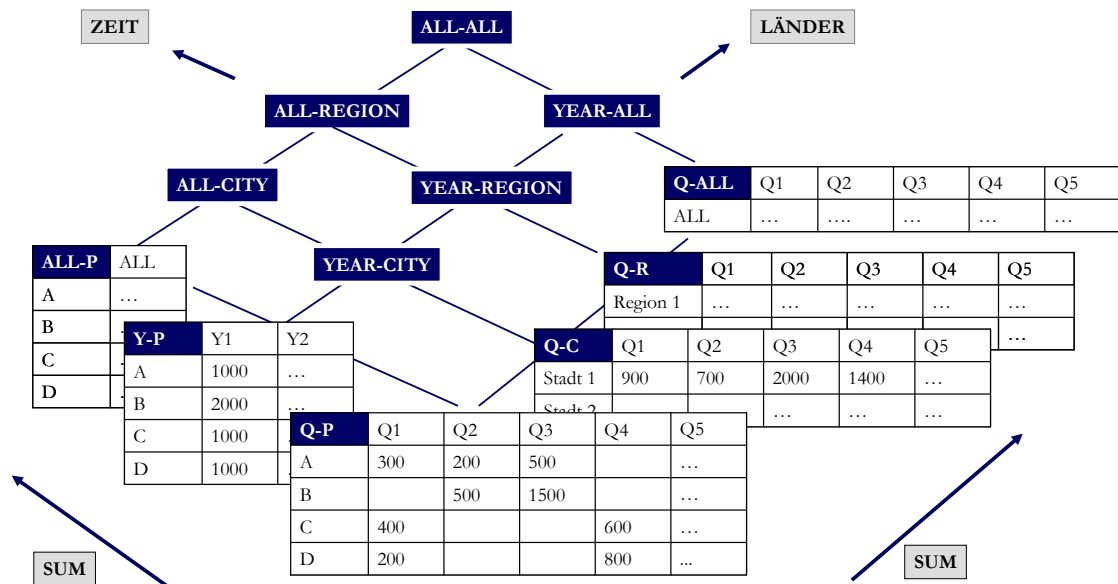 ZEIT
ALL-ALL
LÄNDER
ALL-REGION
YEAR-ALL
ALL-CITY
YEAR-REGION
YEAR-CITY
Q-ALL Q1 Q2 Q3 Q4 Q5
ALL … …. … … …
ALL-P ALL
A …
B
C
D
Q-R Q1 Q2 Q3 Q4 Q5
Region 1 … … … … …
…
Y-P Y1 Y2
A 1000 …
B 2000 …
C 1000
D 1000
Q-C Q1 Q2 Q3 Q4 Q5
Stadt 1 900 700 2000 1400 …
Stadt 2 … … …
Q-P Q1 Q2 Q3 Q4 Q5
A 300 200 500 …
B 500 1500 …
C 400 600 …
D 200 800 ...
SUM
SUM